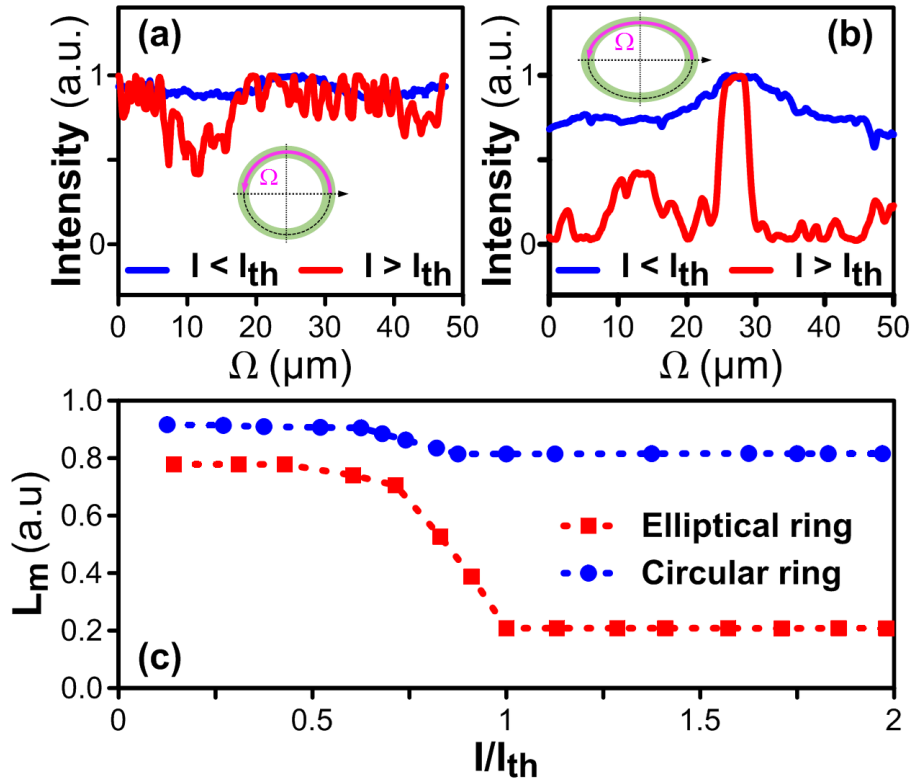 (a)
Intensity (a.u.)
1
0
Ω
I < Ith
I > Ith
0 10 20 30 40 50
Ω (μm)
(b)
Intensity (a.u.)
1
0
Ω
I < Ith
I > Ith
0 10 20 30 40 50
Ω (μm)
Lm (a.u)
1.0
0.8
0.6
0.4
0.2
0.0
Elliptical ring
Circular ring
(c)
0 0.5 1 1.5 2
I/Ith